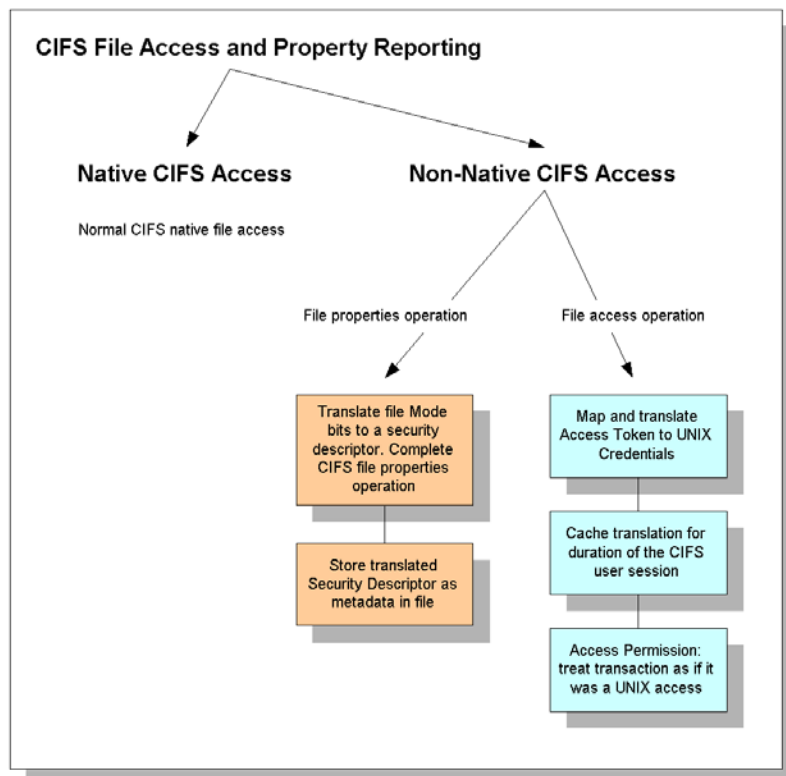 CIFS File Access and Property Reporting
Native CIFS Access
Non-Native CIFS Access
Normal CIFS native file access
File properties operation
File access operation
Translate file Mode
bits to a security
descriptor. Complete
CIFS file properties
operation
Store translated
Security Descriptor as
metadata in file
Map and translate
Access Token to UNIX
Credentials
Cache translation for
duration of the CIFS
user session
Access Permission:
treat transaction as if it
was a UNIX access